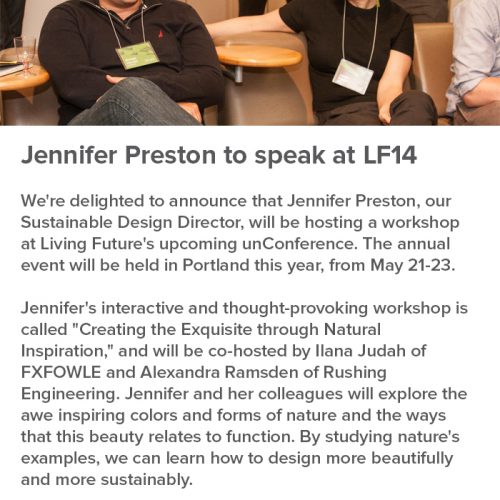 Jennifer Preston to speak at LF14
We're delighted to announce that Jennifer Preston, our
Sustainable Design Director, will be hosting a workshop
at Living Future's upcoming unConference. The annual
event will be held in Portland this year, from May 21-23.
Jennifer's interactive and thought-provoking workshop is
called "Creating the Exquisite through Natural
Inspiration," and will be co-hosted by Ilana Judah of
FXFOWLE and Alexandra Ramsden of Rushing
Engineering. Jennifer and her colleagues will explore the
awe inspiring colors and forms of nature and the ways
that this beauty relates to function. By studying nature's
examples, we can learn how to design more beautifully
and more sustainably.